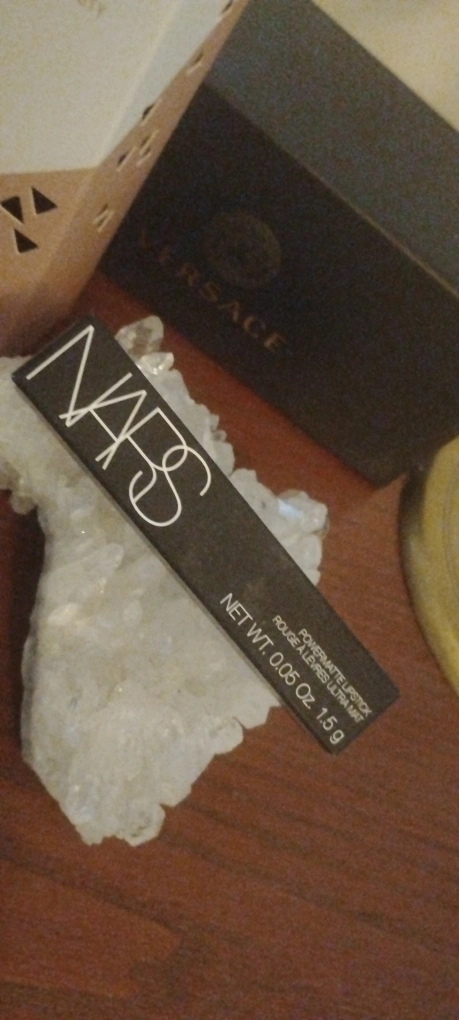 VERSACE
NARS
POWERMATTE LIPSTICK
ROUGE À LÈVRES ULTRA MAT
NET WT. 0.05 Oz 1.5 g